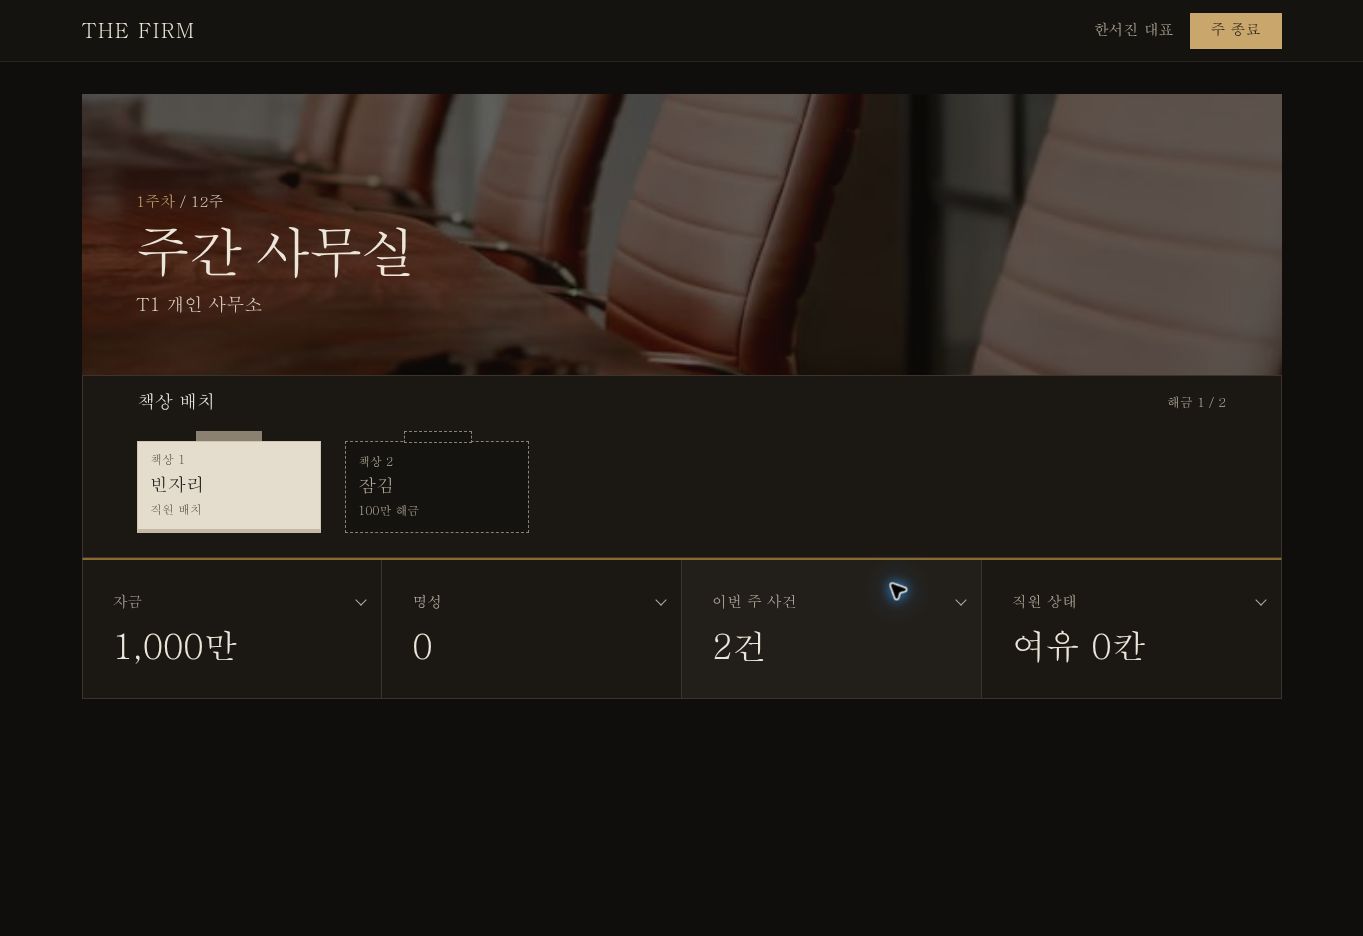 THE FIRM
한서진 대표
주 종료
1주차 / 12주
주간 사무실
T1 개인 사무소
책상 배치
해금 1 / 2
책상 1
빈자리
직원 배치
책상 2
잠김
100만 해금
자금
1,000만
명성
0
이번 주 사건
2건
직원 상태
여유 0칸